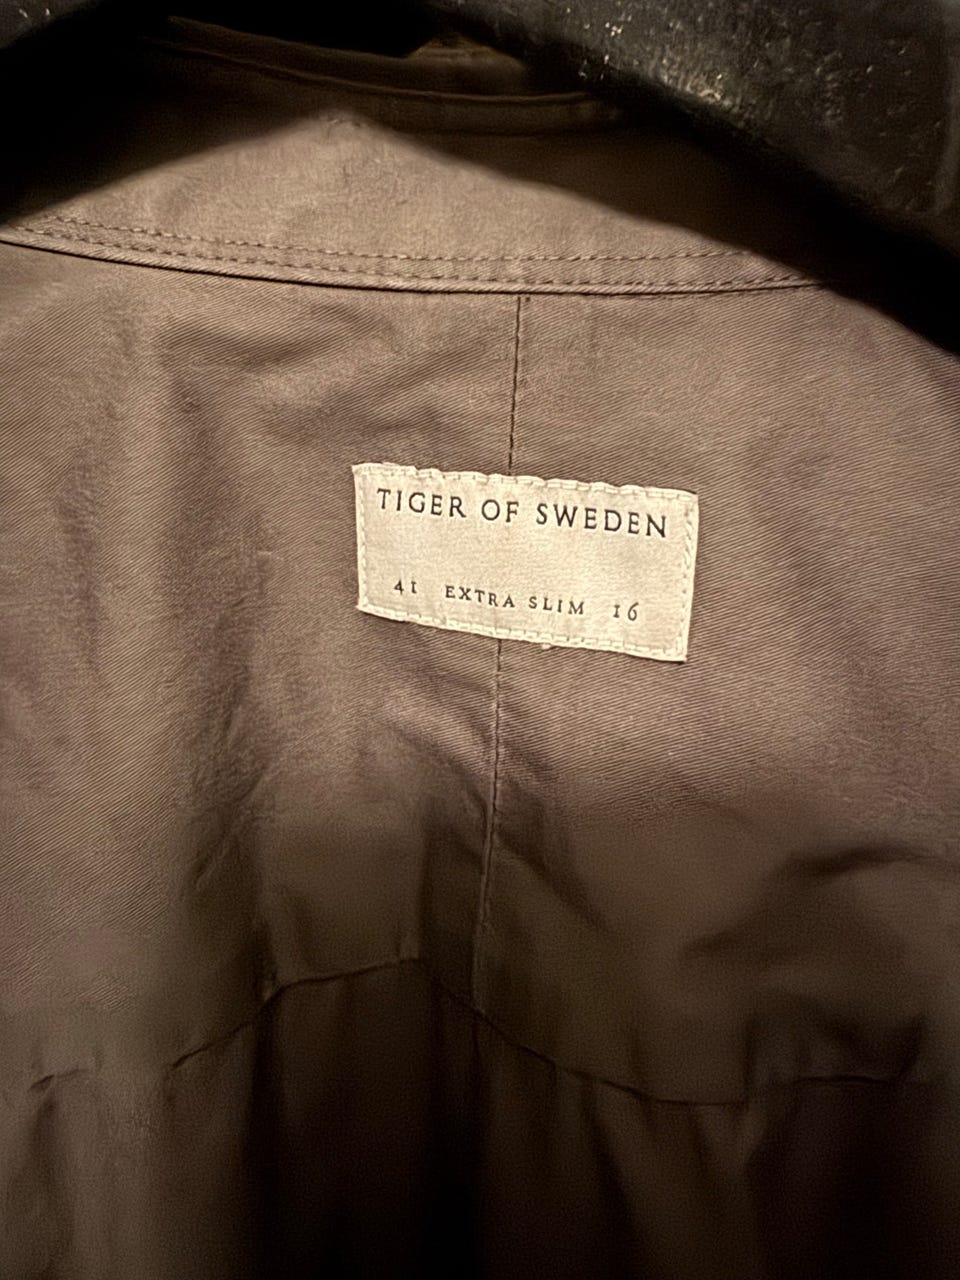 TIGER OF SWEDEN
41 EXTRA SLIM 16